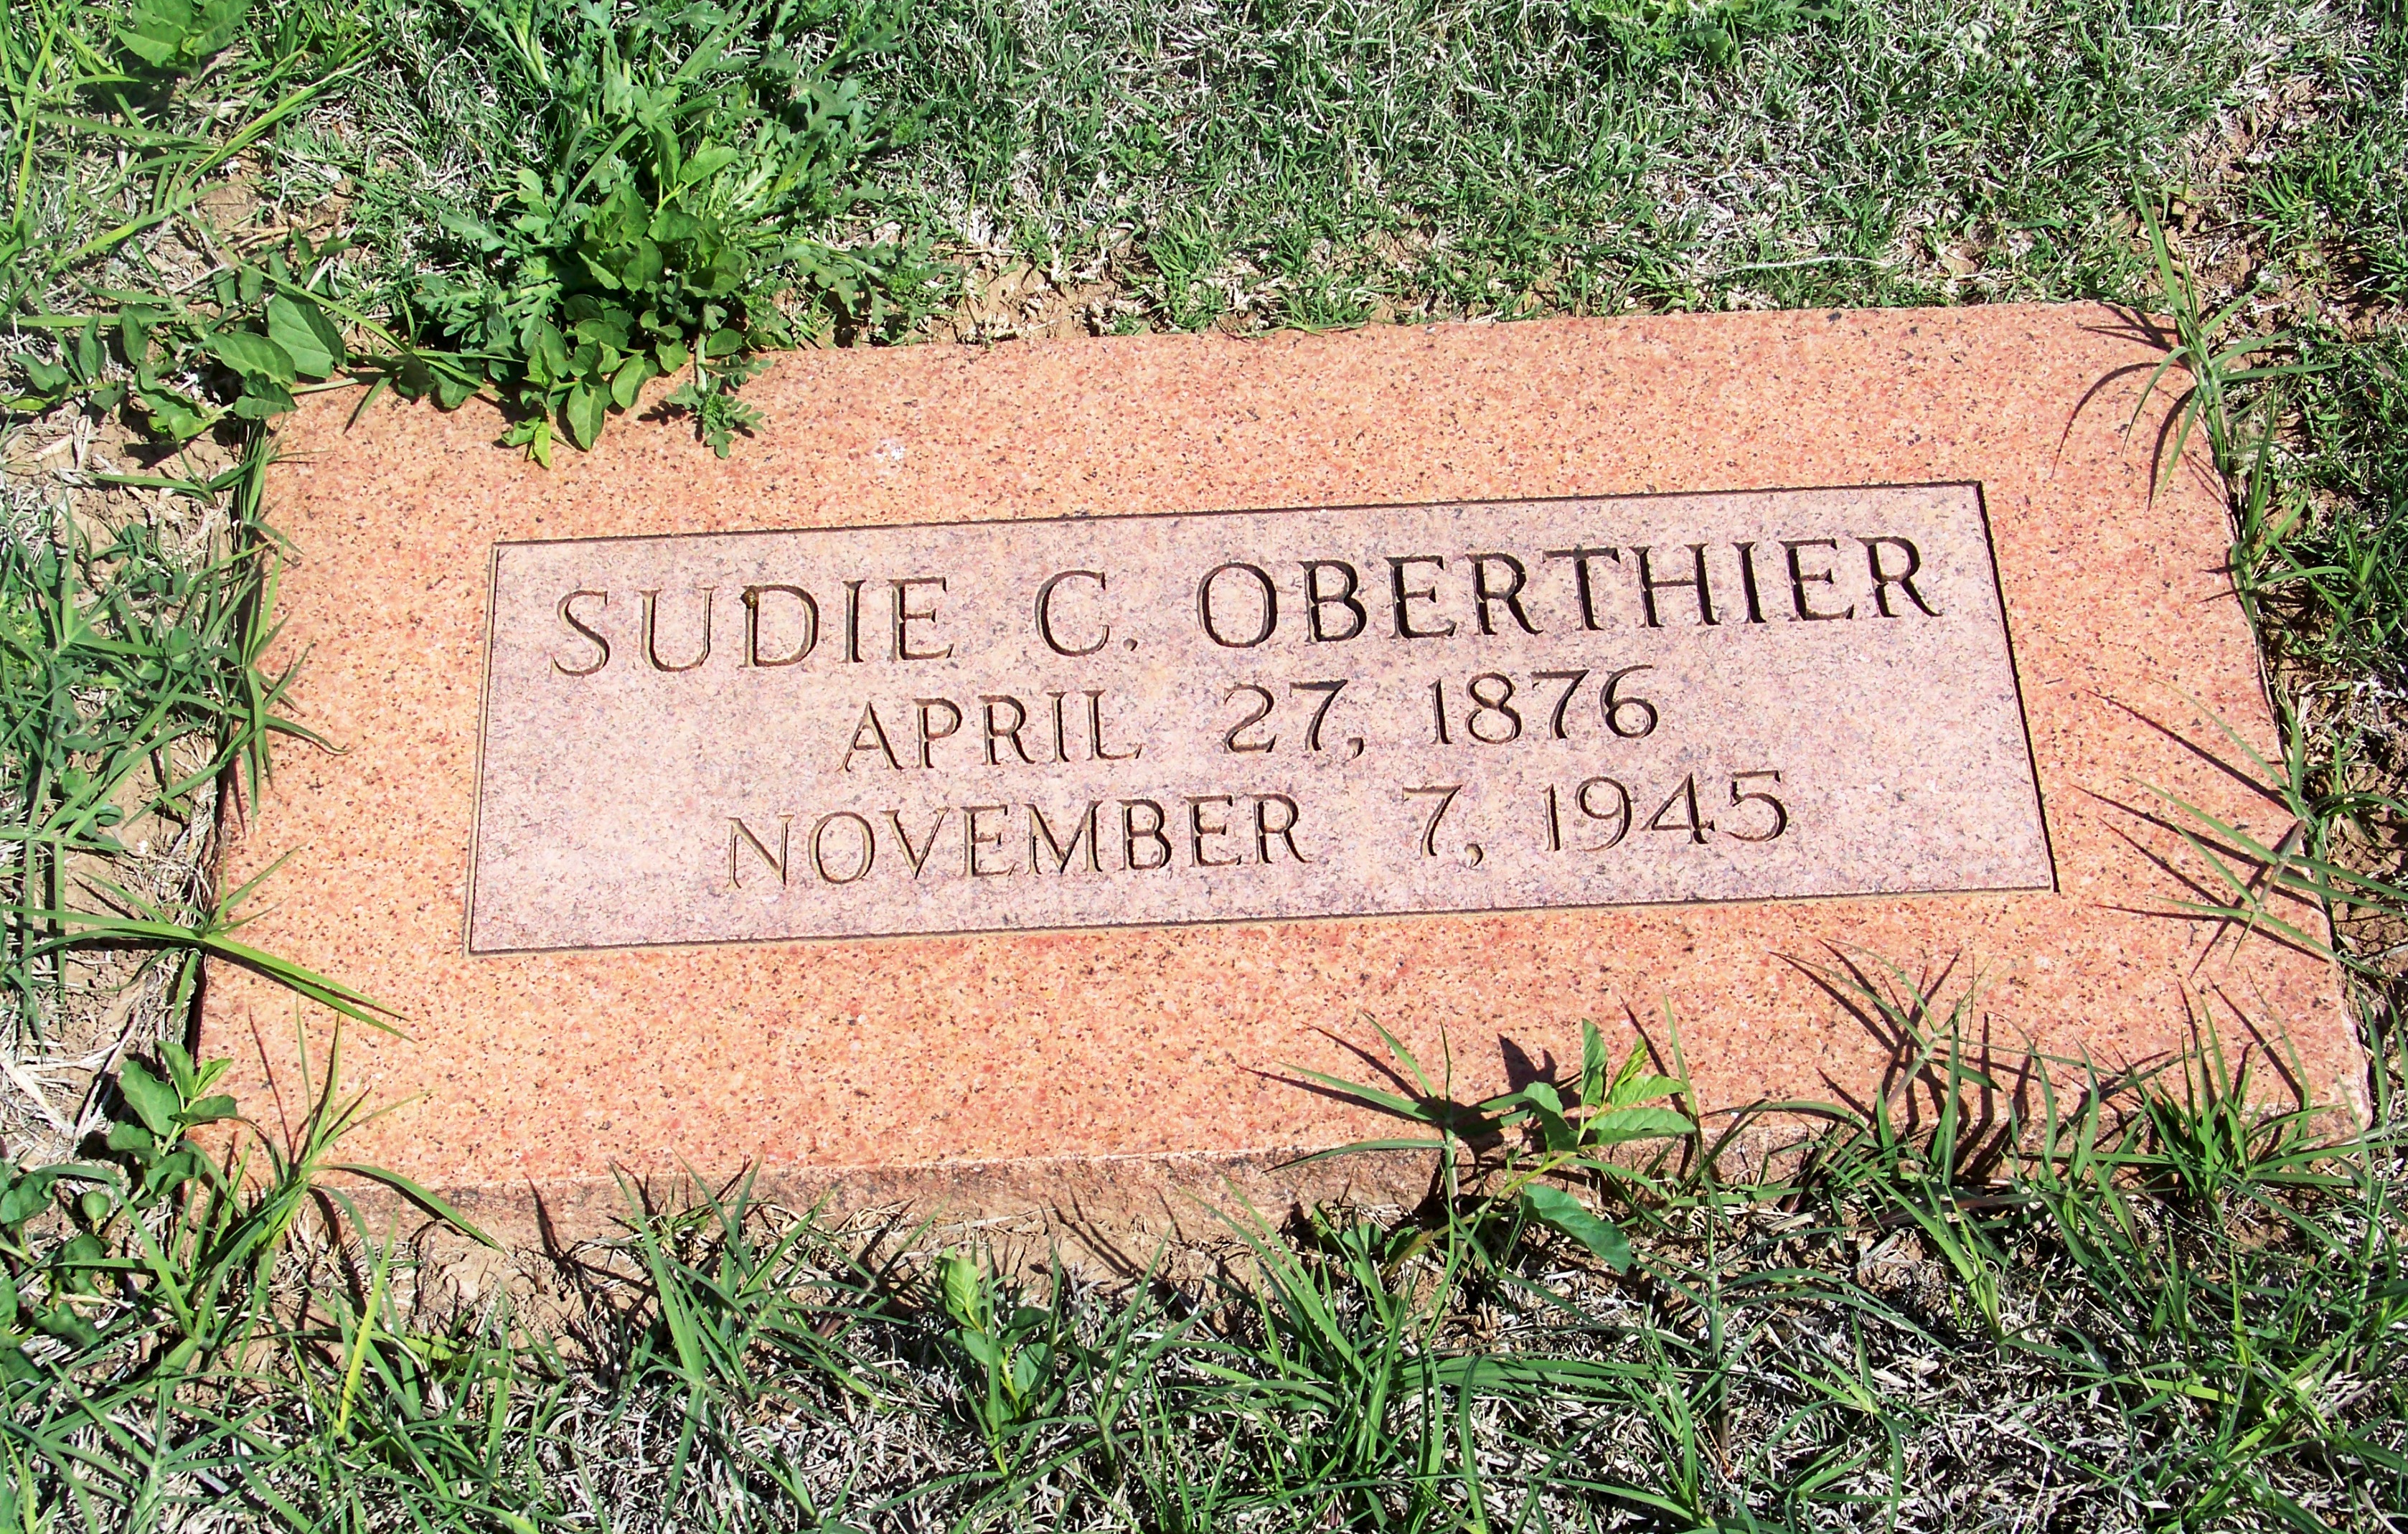 SUDIE C. OBERTHIER
APRIL 27, 1876
NOVEMBER 7, 1945